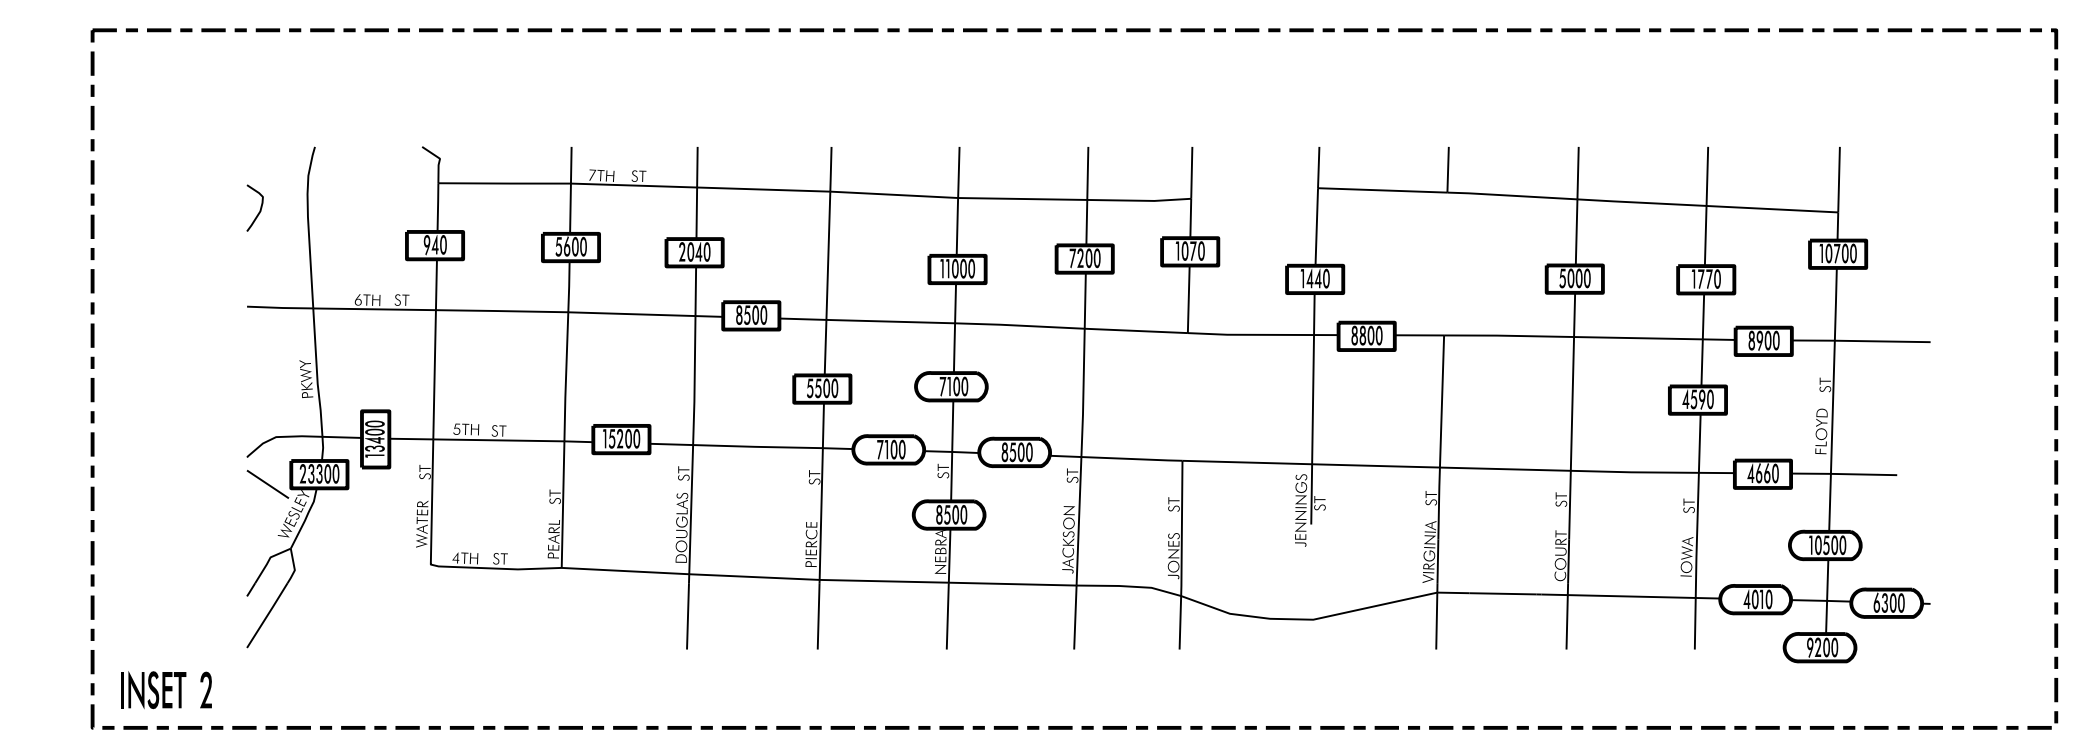 7TH ST
940
5600
2040
11000
7200
1070
1440
5000
1770
10700
6TH ST
8500
8800
8900
PKWY
5500
7100
4590
FLOYD ST
13400
5TH ST
15200
7100
8500
4660
23300
WESLEY
WATER ST
PEARL ST
DOUGLAS ST
PIERCE ST
NEBRA ST
8500
JACKSON ST
JONES ST
JENNINGS
ST
VIRGINIA ST
COURT ST
IOWA ST
10500
4TH ST
4010
6300
9200
INSET 2